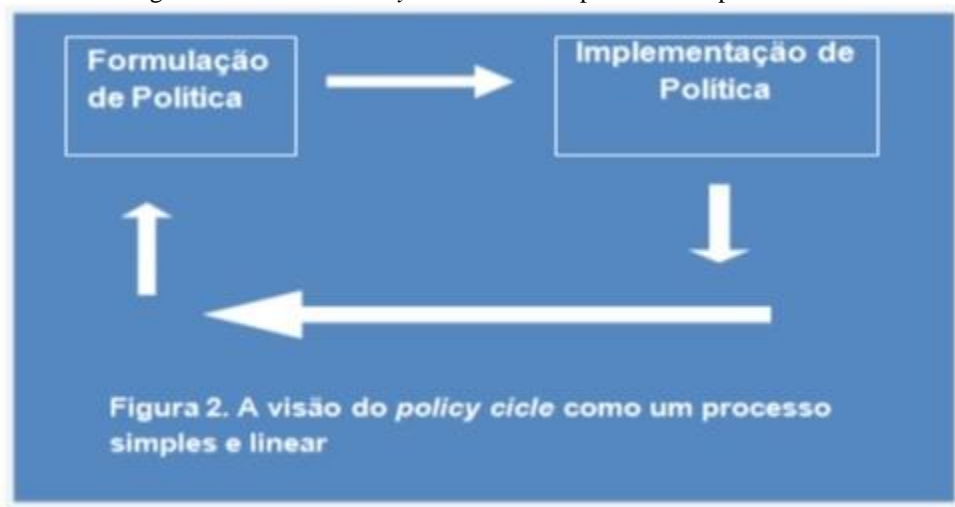 Formulação
de Política
Implementação de
Política
Figura 2. A visão do policy cicle como um processo
simples e linear